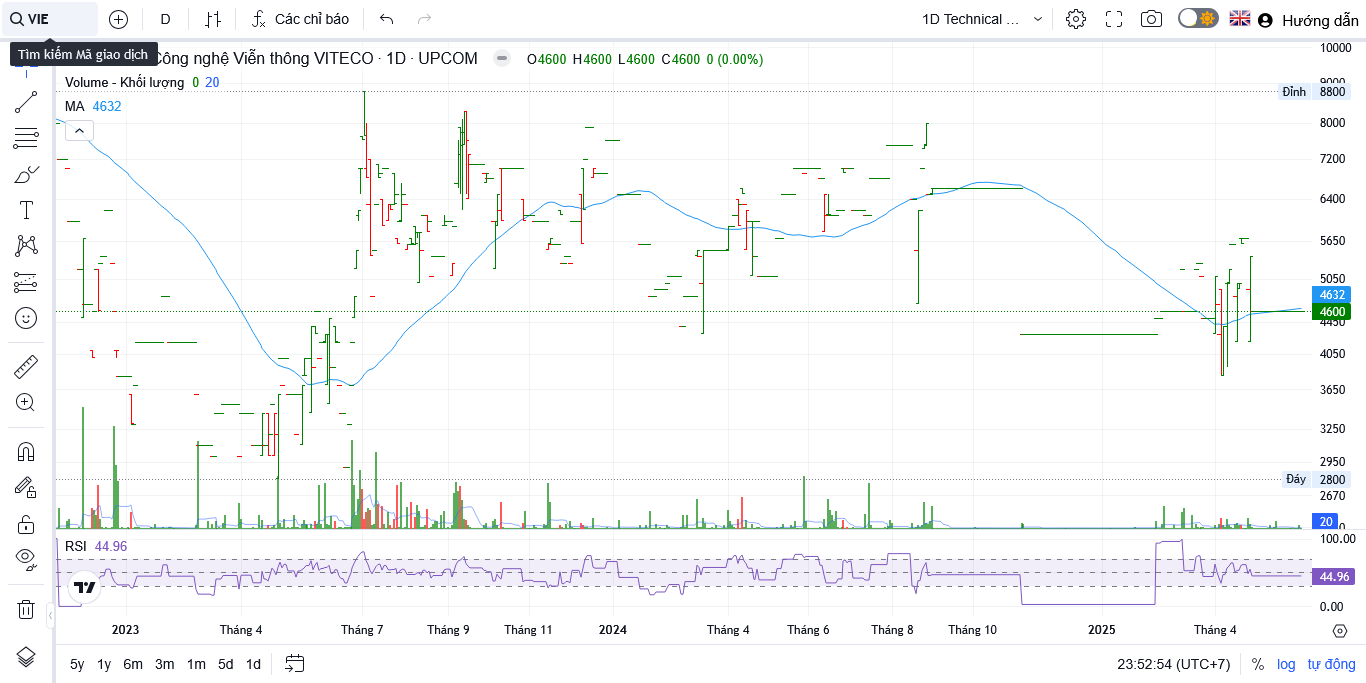 VIE
D
Các chỉ báo
1D Technical ...
Hướng dẫn
Tìm kiếm Mã giao dịch
Công nghệ Viễn thông VITECO · 1D · UPCOM
O4600 H4600 L4600 C4600 0 (0.00%)
Volume - Khối lượng 0 20
MA 4632
10000
9000
Đỉnh 8800
8000
7200
6400
5650
5050
4632
4600
4450
4050
3650
3250
2950
Đáy 2800
2670
20
0
RSI 44.96
100.00
44.96
0.00
2023 Tháng 4 Tháng 7 Tháng 9 Tháng 11 2024 Tháng 4 Tháng 6 Tháng 8 Tháng 10 2025 Tháng 4
5y 1y 6m 3m 1m 5d 1d
23:52:54 (UTC+7) % log tự động